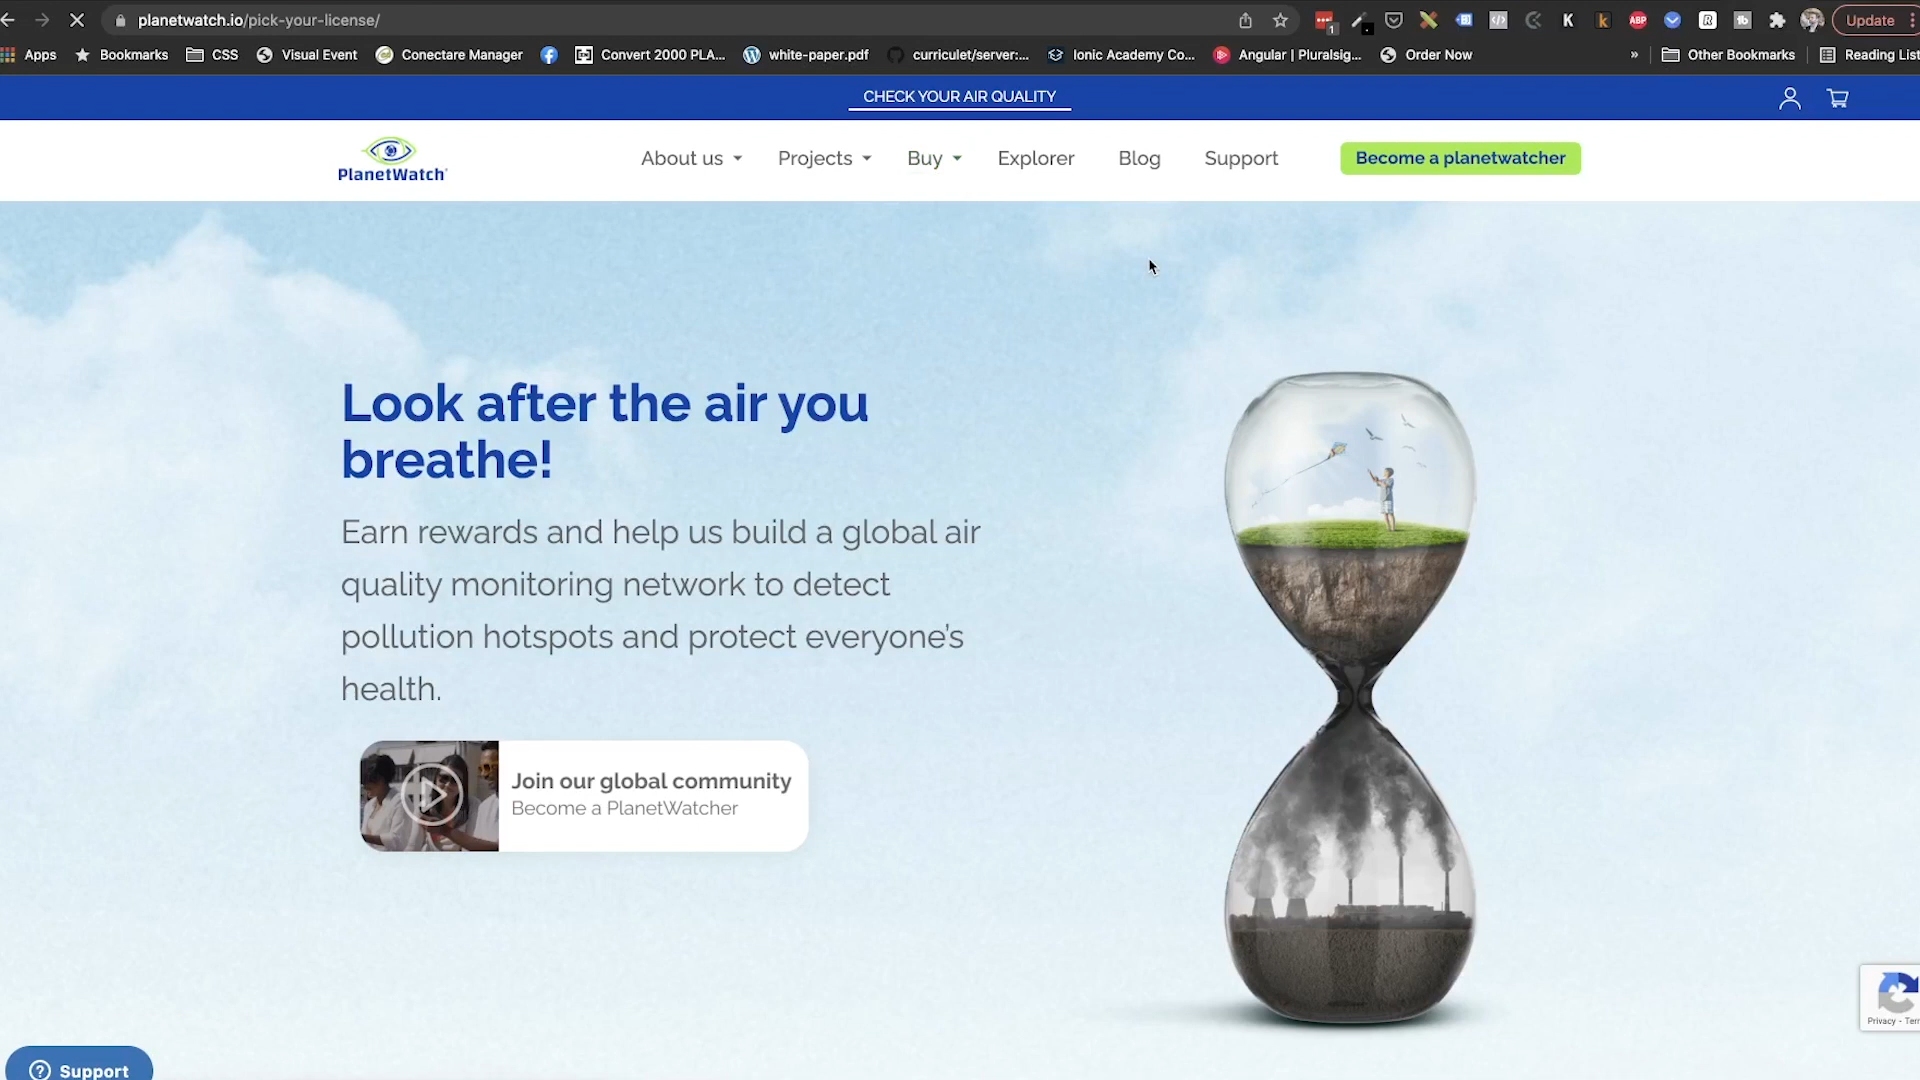 planetwatch.io/pick-your-license/
1
ABP
K
k
R
Update
Apps
Bookmarks
CSS
Visual Event
Conectare Manager
Convert 2000 PLA...
white-paper.pdf
curriculet/server:...
Ionic Academy Co...
Angular | Pluralsig...
Order Now
»
Other Bookmarks
Reading List
CHECK YOUR AIR QUALITY
PlanetWatch
About us
Projects
Buy
Explorer
Blog
Support
Become a planetwatcher
Look after the air you
breathe!
Earn rewards and help us build a global air
quality monitoring network to detect
pollution hotspots and protect everyone’s
health.
Join our global community
Become a PlanetWatcher
Privacy - Ter
Support